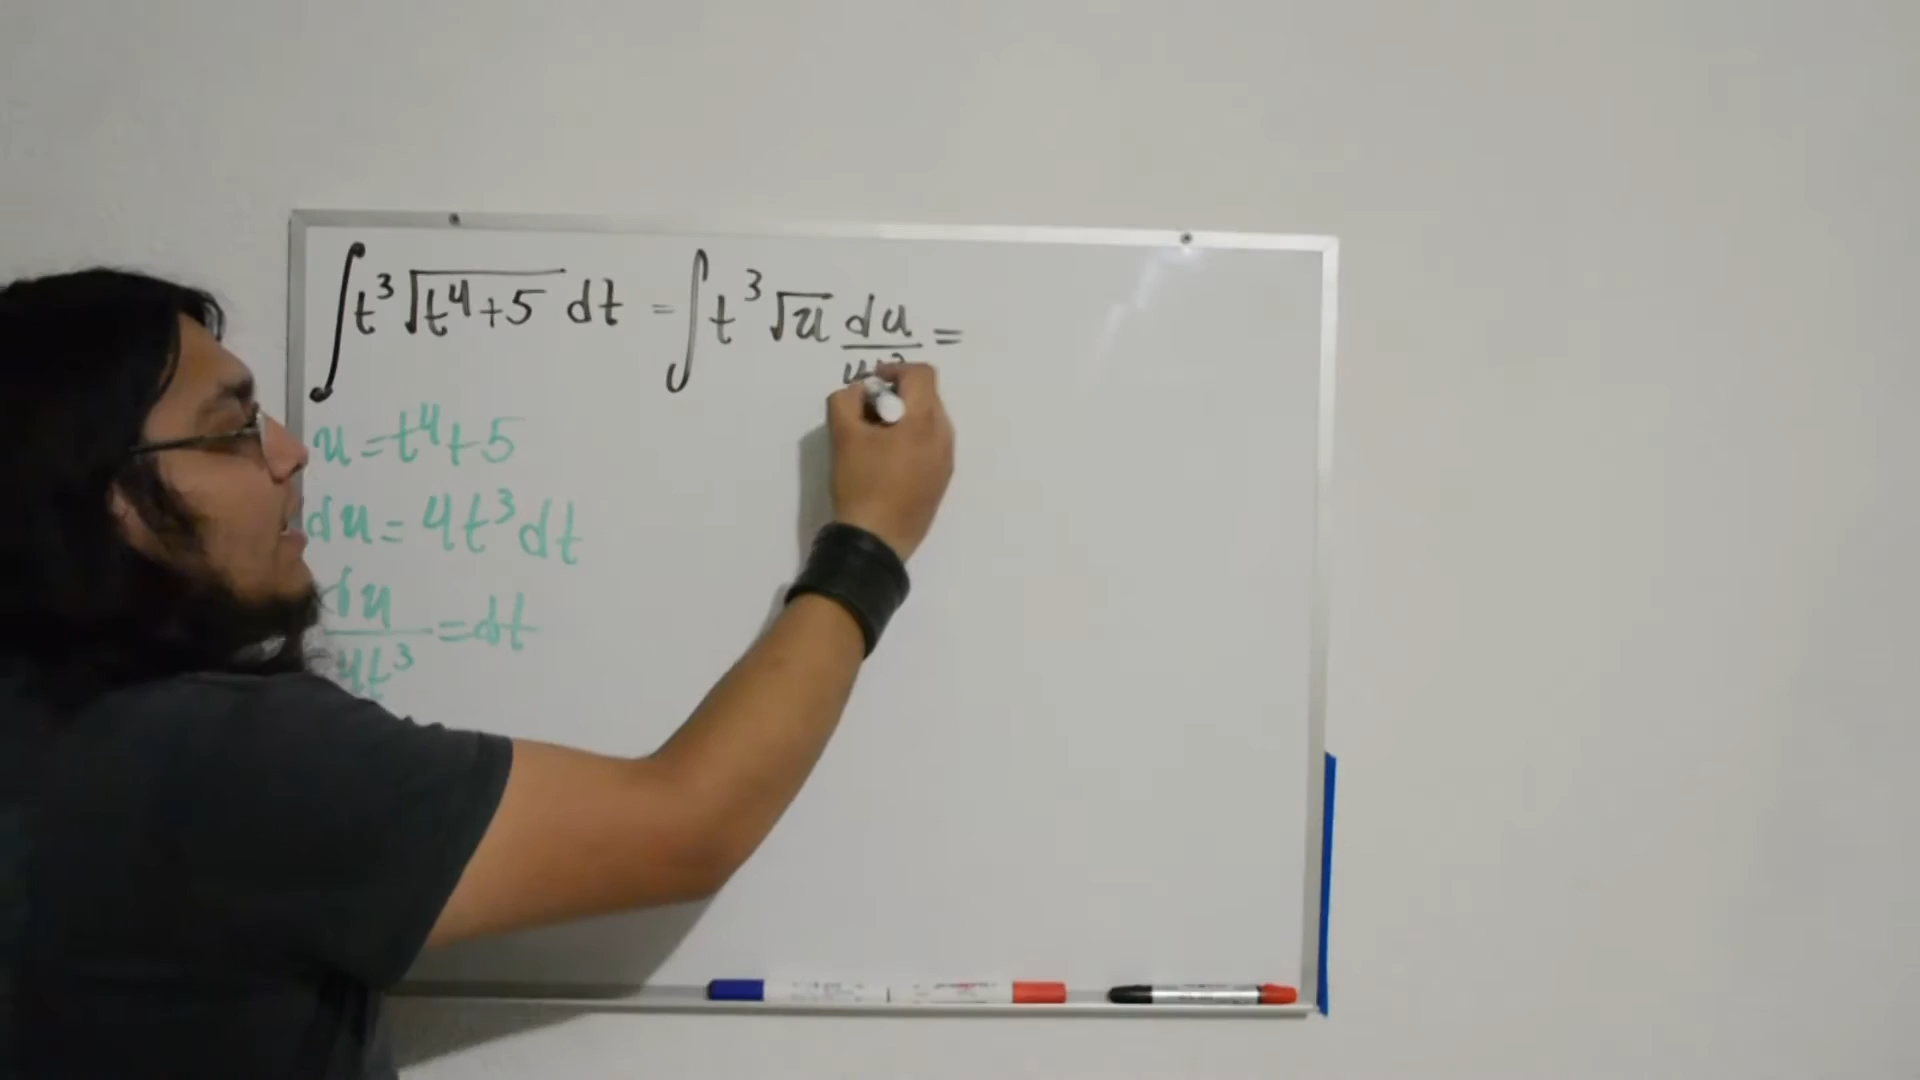 ∫t³√(t⁴+5) dt = ∫t³√u du/4t³ =
u = t⁴+5
du = 4t³dt
du/4t³ = dt